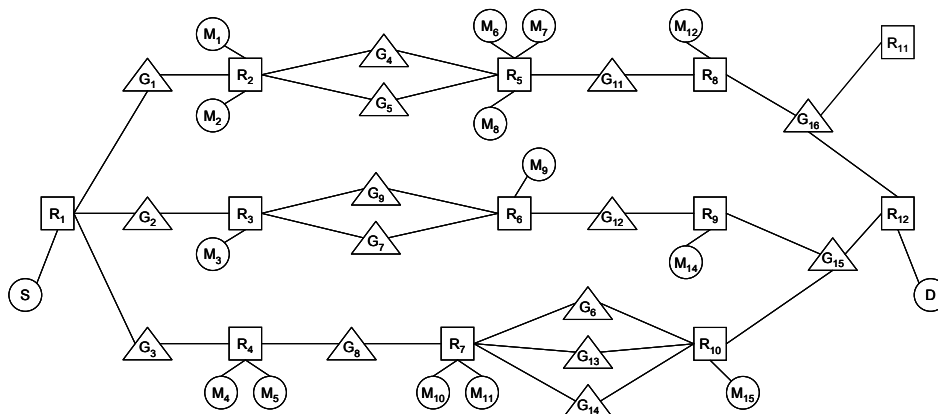 M1 M6 M7 M12 R11
G1 R2 G4 R5 G11 R8
M2 G5 M8 G16
M9
R1 G2 R3 G9 R6 G12 R9 R12
M3 G7 M14 G15
S D
G6
G3 R4 G8 R7 G13 R10
M4 M5 M10 M11 G14 M15